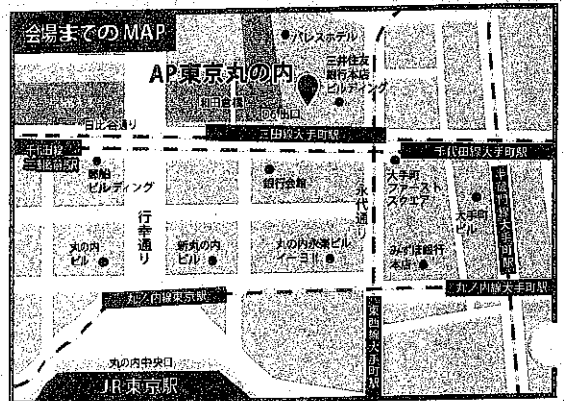 会場までのMAP
パレスホテル
AP東京丸の内
三井住友
銀行本店
ビルディング
和田倉橋
D6出口
日比谷通り
三田線大手町駅
千代田線
二重橋前駅
千代田線大手町駅
郵船
ビルディング
銀行会館
大手町
ファースト
スクエア
半蔵門線大手町駅
行幸通り
永代通り
大手町
ビル
丸の内
ビル
新丸の内
ビル
丸の内永楽ビル
イーヨ!!
みずほ銀行
本店
丸ノ内線東京駅
丸ノ内線大手町駅
東西線大手町駅
丸の内中央口
JR東京駅